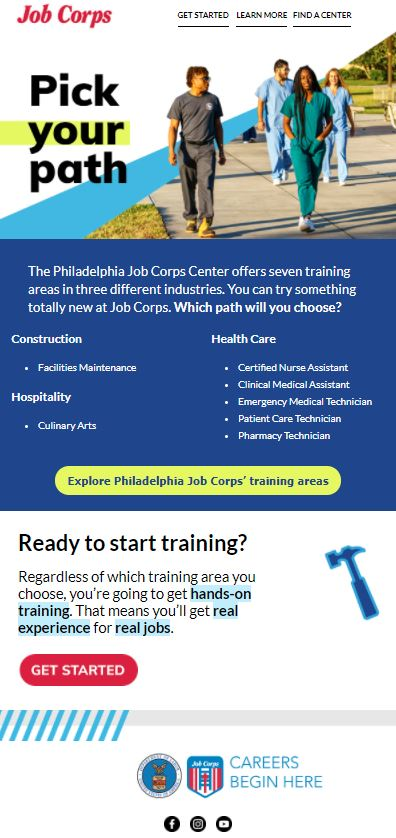 Job Corps
GET STARTED LEARN MORE FIND A CENTER
Pick
your
path
The Philadelphia Job Corps Center offers seven training
areas in three different industries. You can try something
totally new at Job Corps. Which path will you choose?
Construction
• Facilities Maintenance
Hospitality
• Culinary Arts
Health Care
• Certified Nurse Assistant
• Clinical Medical Assistant
• Emergency Medical Technician
• Patient Care Technician
• Pharmacy Technician
Explore Philadelphia Job Corps’ training areas
Ready to start training?
Regardless of which training area you
choose, you’re going to get hands-on
training. That means you’ll get real
experience for real jobs.
GET STARTED
Job Corps
CAREERS
BEGIN HERE